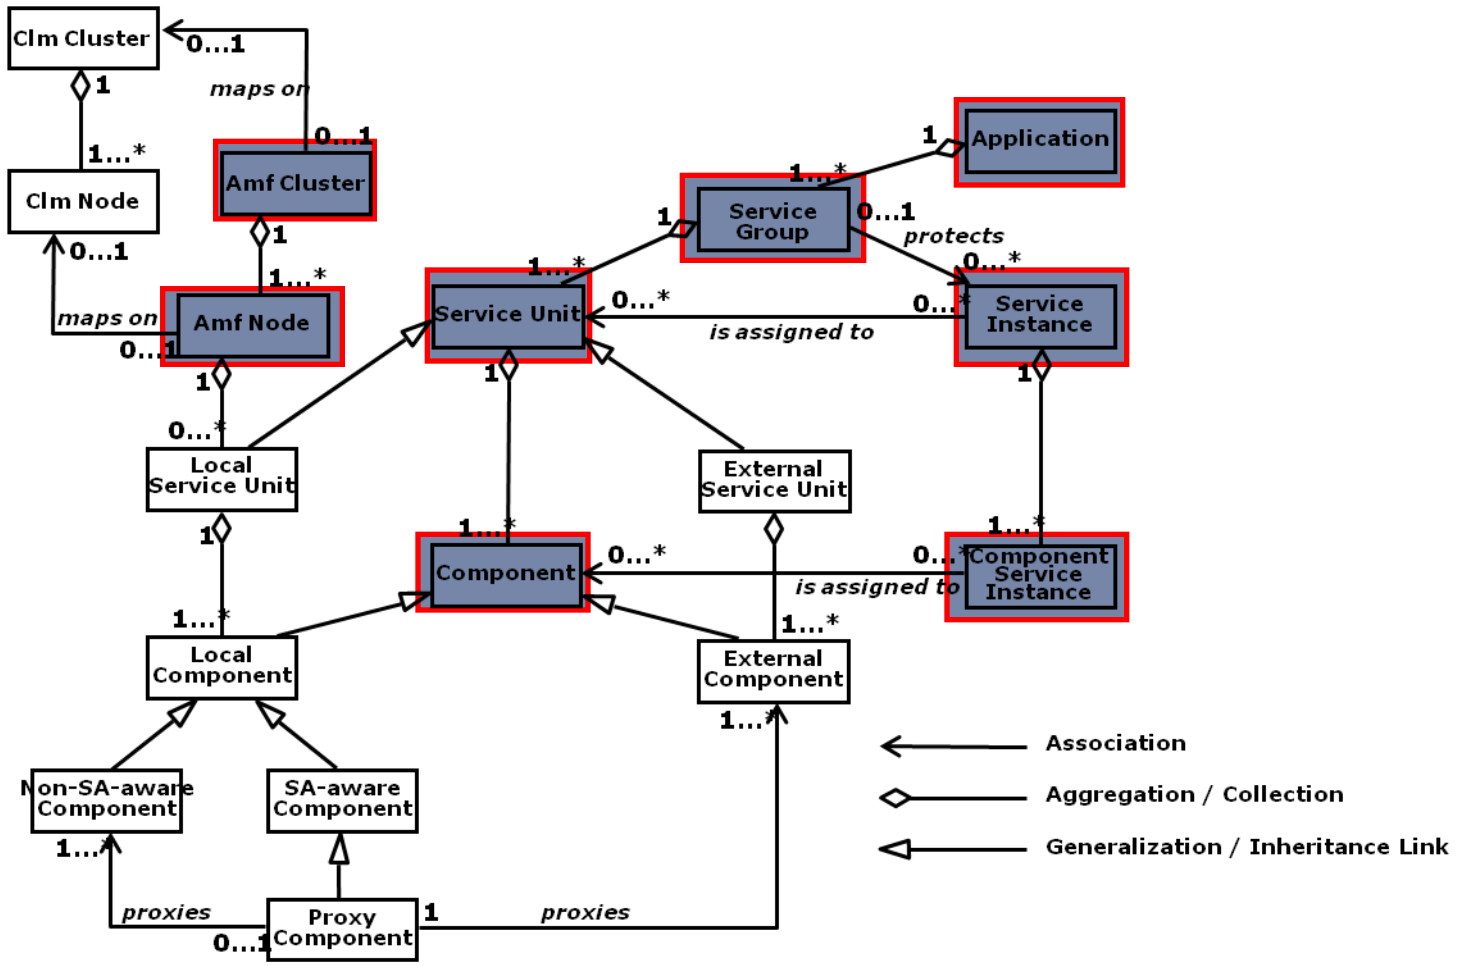 Clm Cluster
0...1
1
maps on
0...1
1...*
Application
1
1...*
Amf Cluster
Clm Node
Service
Group
0...1
1
1
0...1
protects
1...*
1...*
0...*
Service Unit
0...*
0...*
Service
Instance
is assigned to
maps on
Amf Node
0...1
1
1
1
0...*
Local
Service Unit
External
Service Unit
1
1...*
1...*
Component
0...*
0...*
Component
Service
Instance
is assigned to
1...*
1...*
Local
Component
External
Component
1...*
Association
Non-SA-aware
Component
SA-aware
Component
Aggregation / Collection
1...*
Generalization / Inheritance Link
proxies
Proxy
Component
1
proxies
0...1